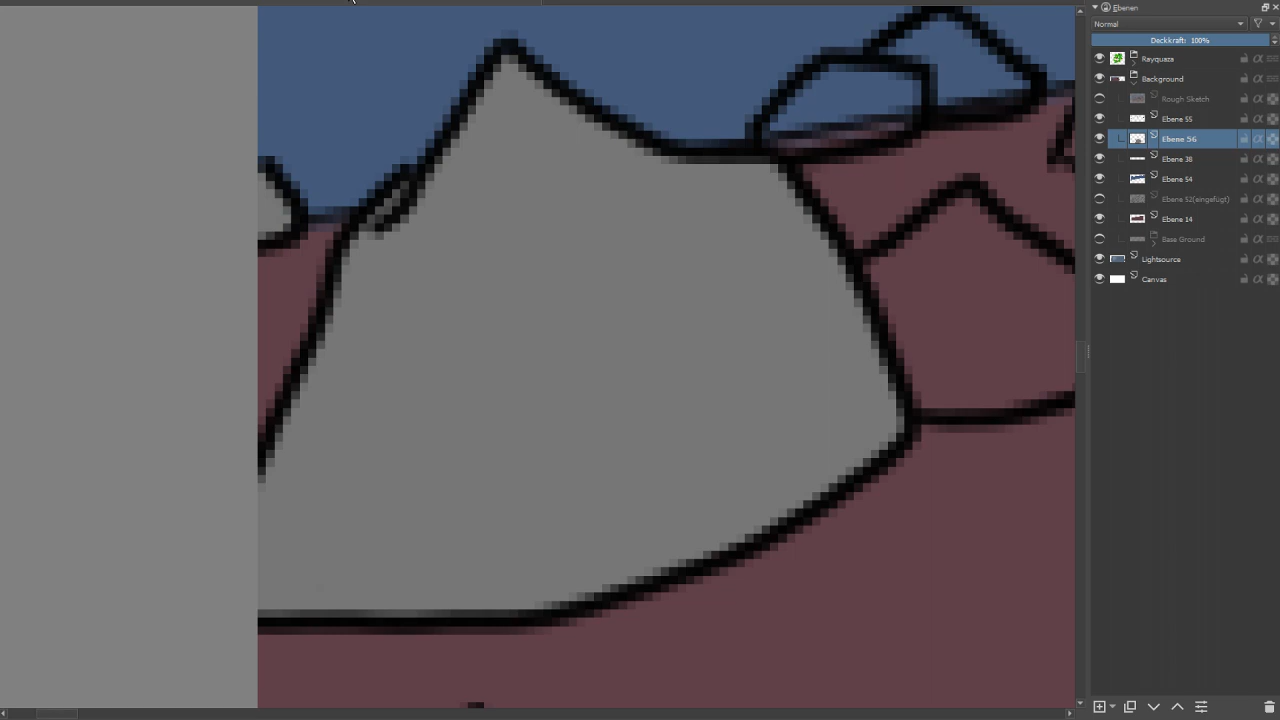 Ebenen
Normal
Deckkraft: 100%
Rayquaza
Background
Rough Sketch
Ebene 55
Ebene 56
Ebene 38
Ebene 54
Ebene 52(eingefügt)
Ebene 14
Base Ground
Lightsource
Canvas